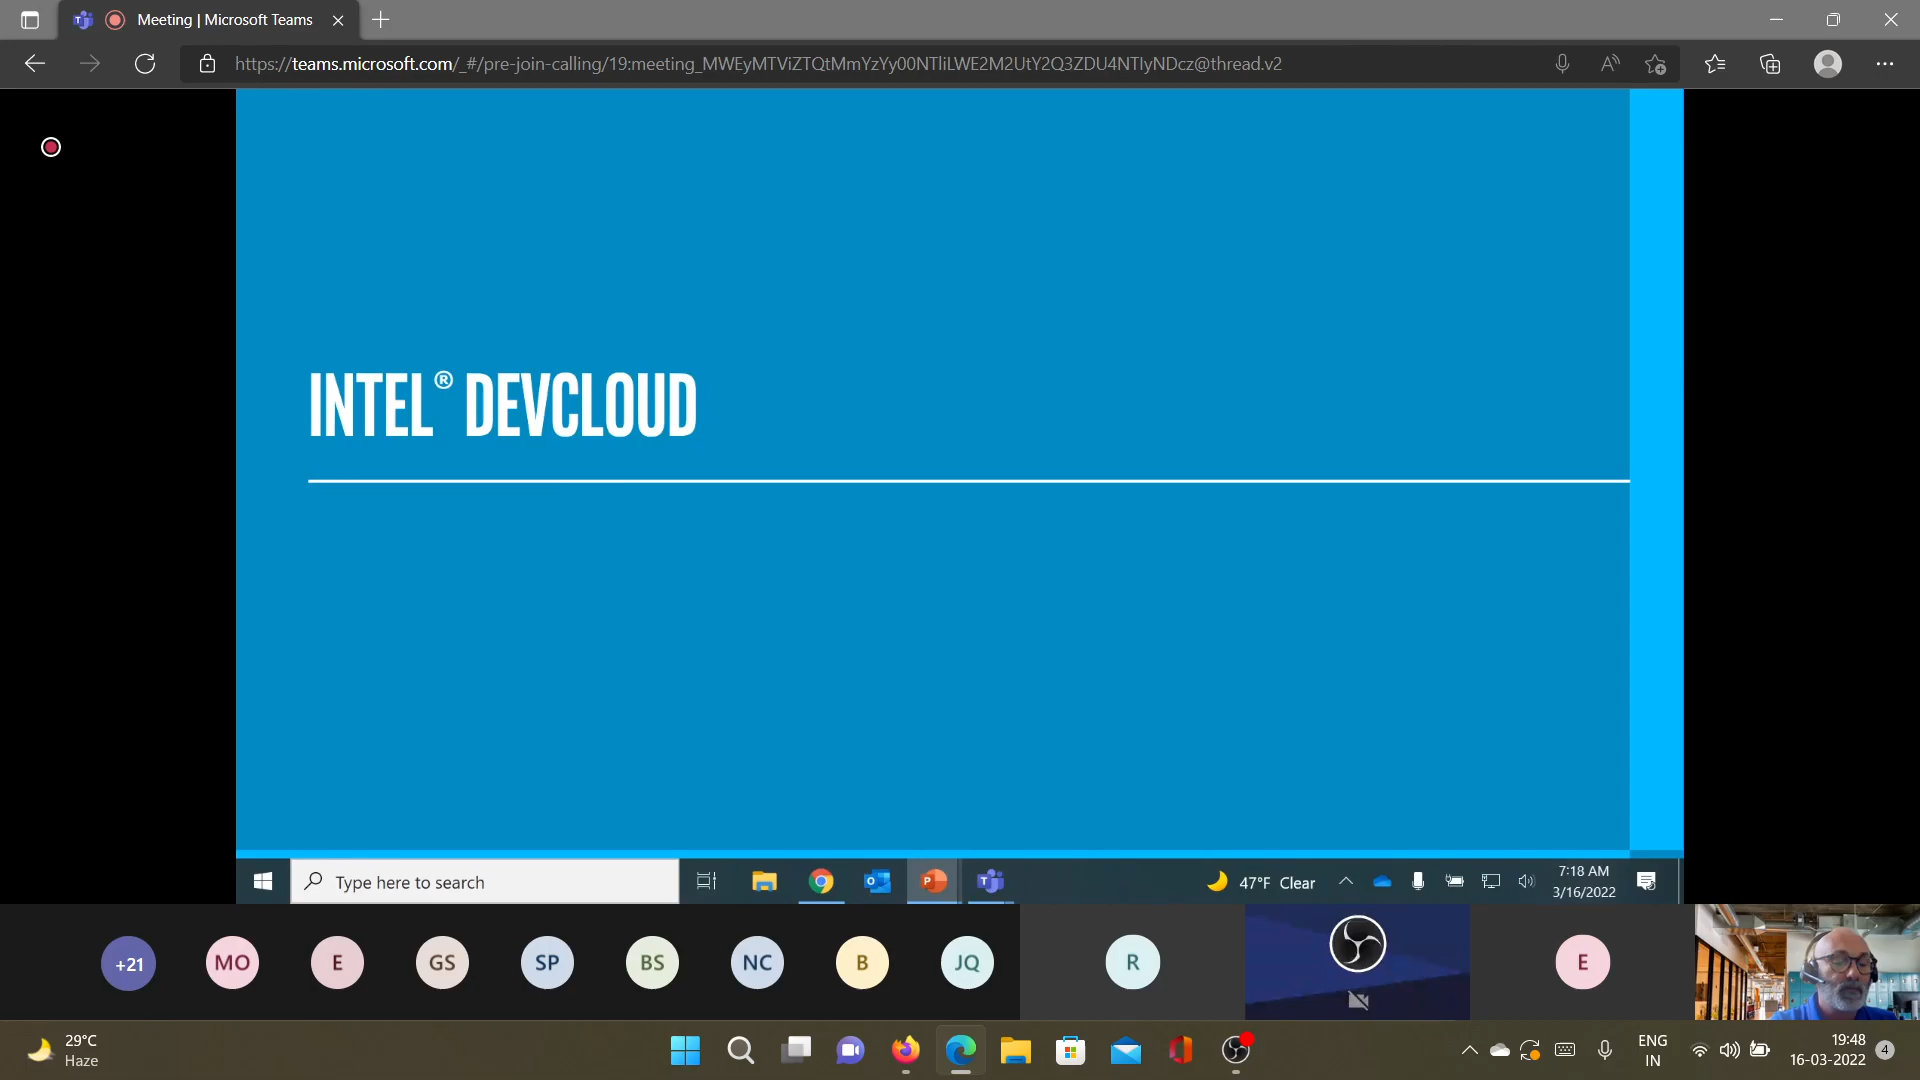 Meeting | Microsoft Teams
https://teams.microsoft.com/_#/pre-join-calling/19:meeting_MWEyMTViZTQtMmYzYy00NTliLWE2M2UtY2Q3ZDU4NTIyNDcz@thread.v2
INTEL® DEVCLOUD
Type here to search
47°F Clear
7:18 AM
3/16/2022
+21
MO
E
GS
SP
BS
NC
B
JQ
R
E
29°C
Haze
ENG
IN
19:48
16-03-2022
4